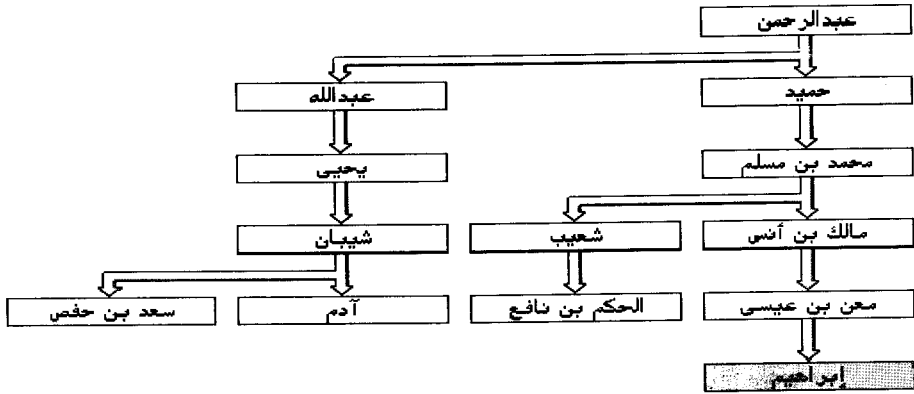 عبدالرحمن
حميد
عبدالله
محمد بن مسلم
يحيى
مالك بن أنس
شعيب
شيبان
معن بن عيسى
الحكم بن نافع
آدم
سعد بن حفص
إبراهيم